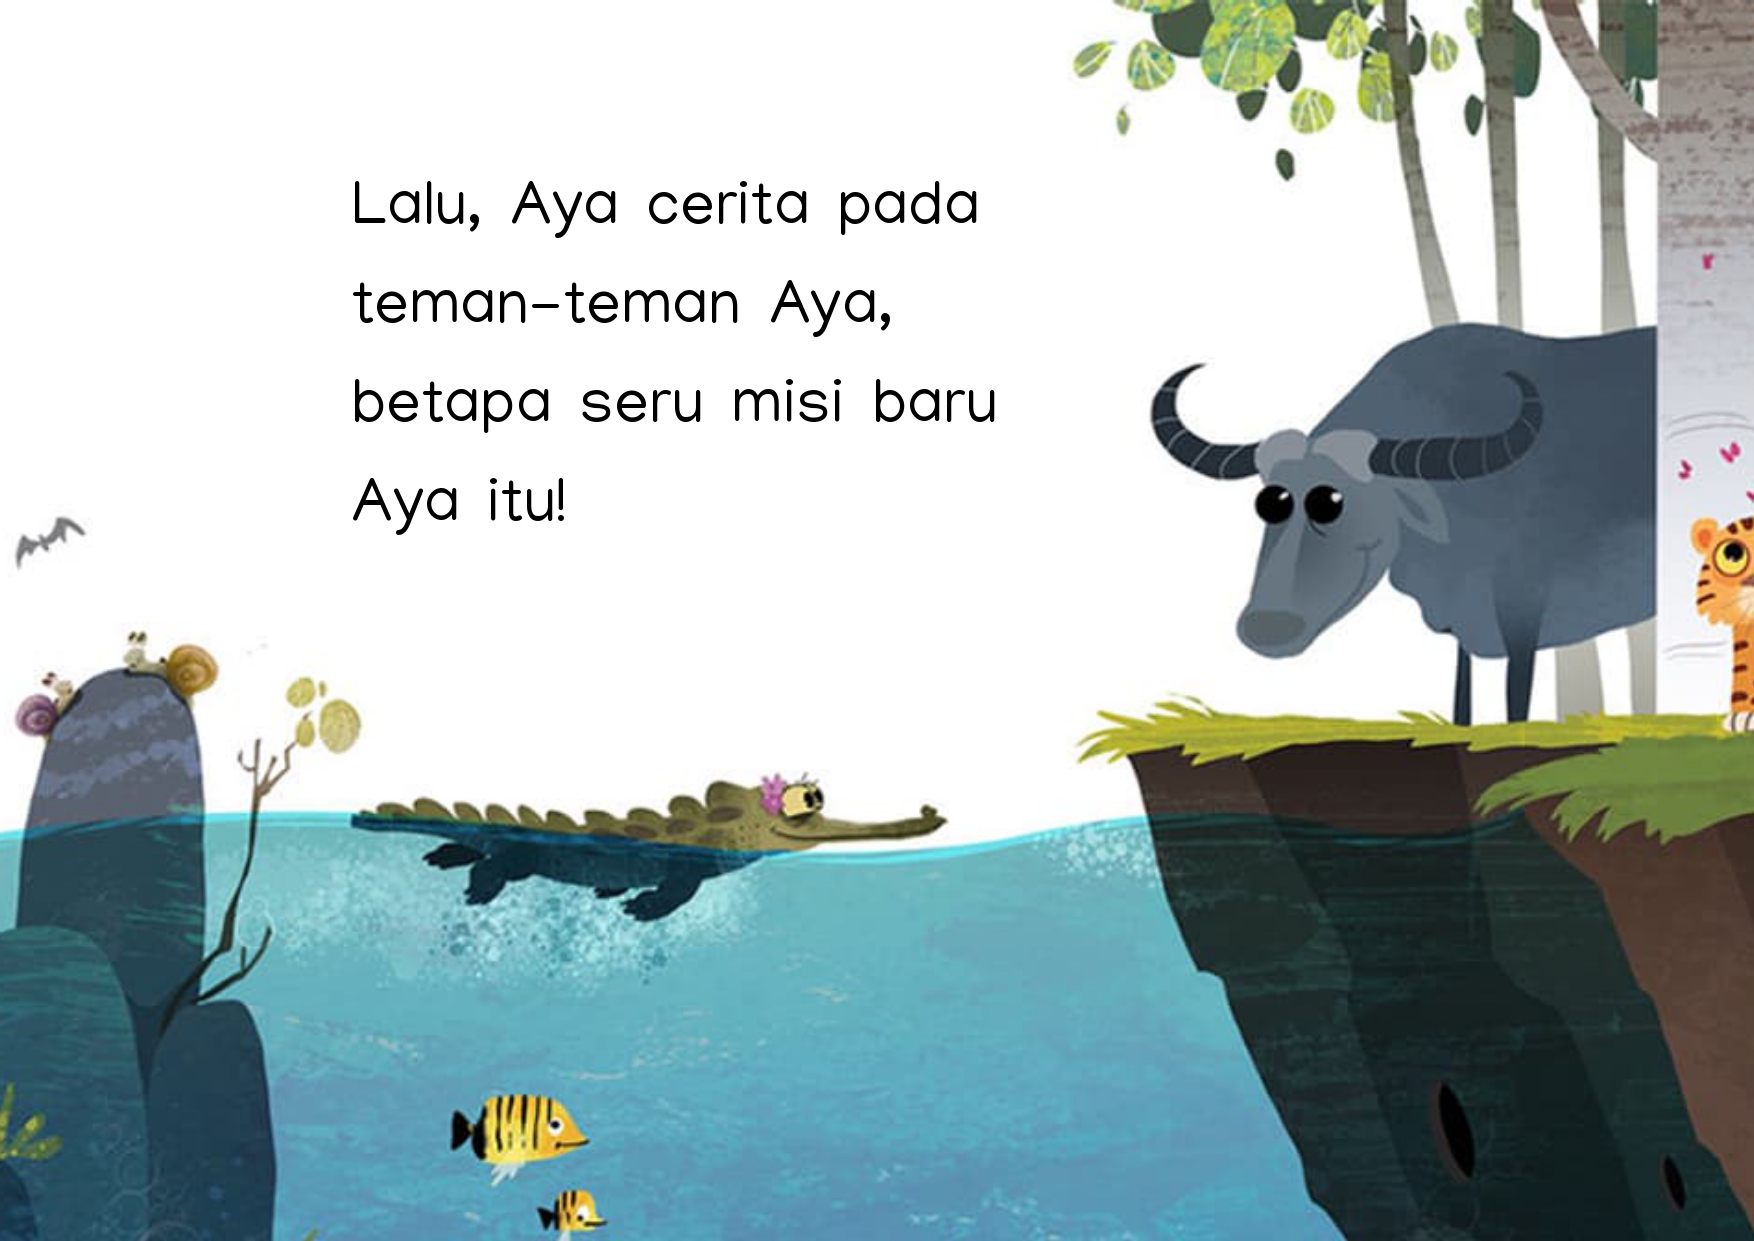 Lalu, Aya cerita pada
teman-teman Aya,
betapa seru misi baru
Aya itu!